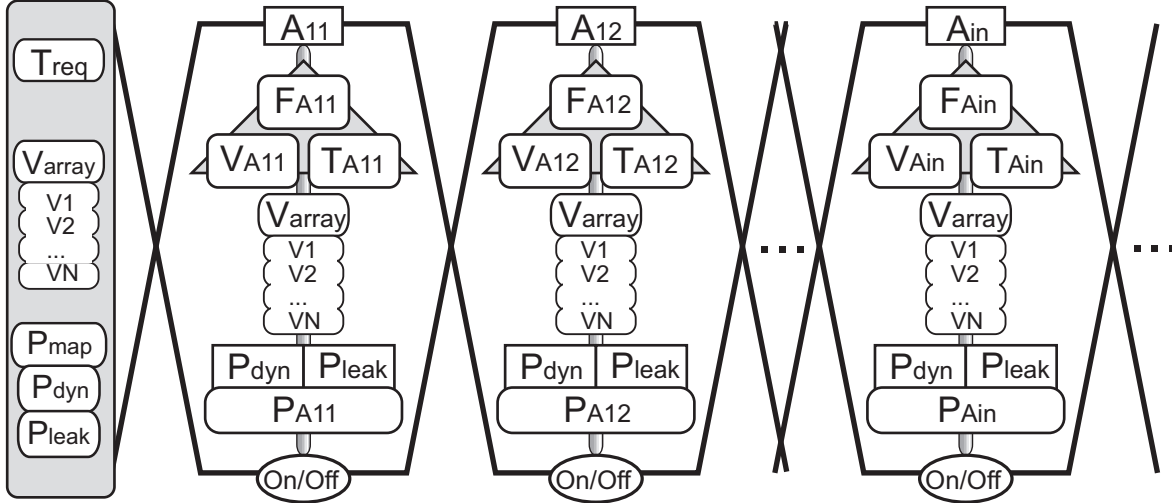 Treq
Varray
V1
V2
...
VN
Pmap
Pdyn
Pleak
A11
FA11
VA11 TA11
Varray
V1
V2
...
VN
Pdyn Pleak
PA11
On/Off
A12
FA12
VA12 TA12
Varray
V1
V2
...
VN
Pdyn Pleak
PA12
On/Off
...
Ain
FAin
VAin TAin
Varray
V1
V2
...
VN
Pdyn Pleak
PAin
On/Off
...